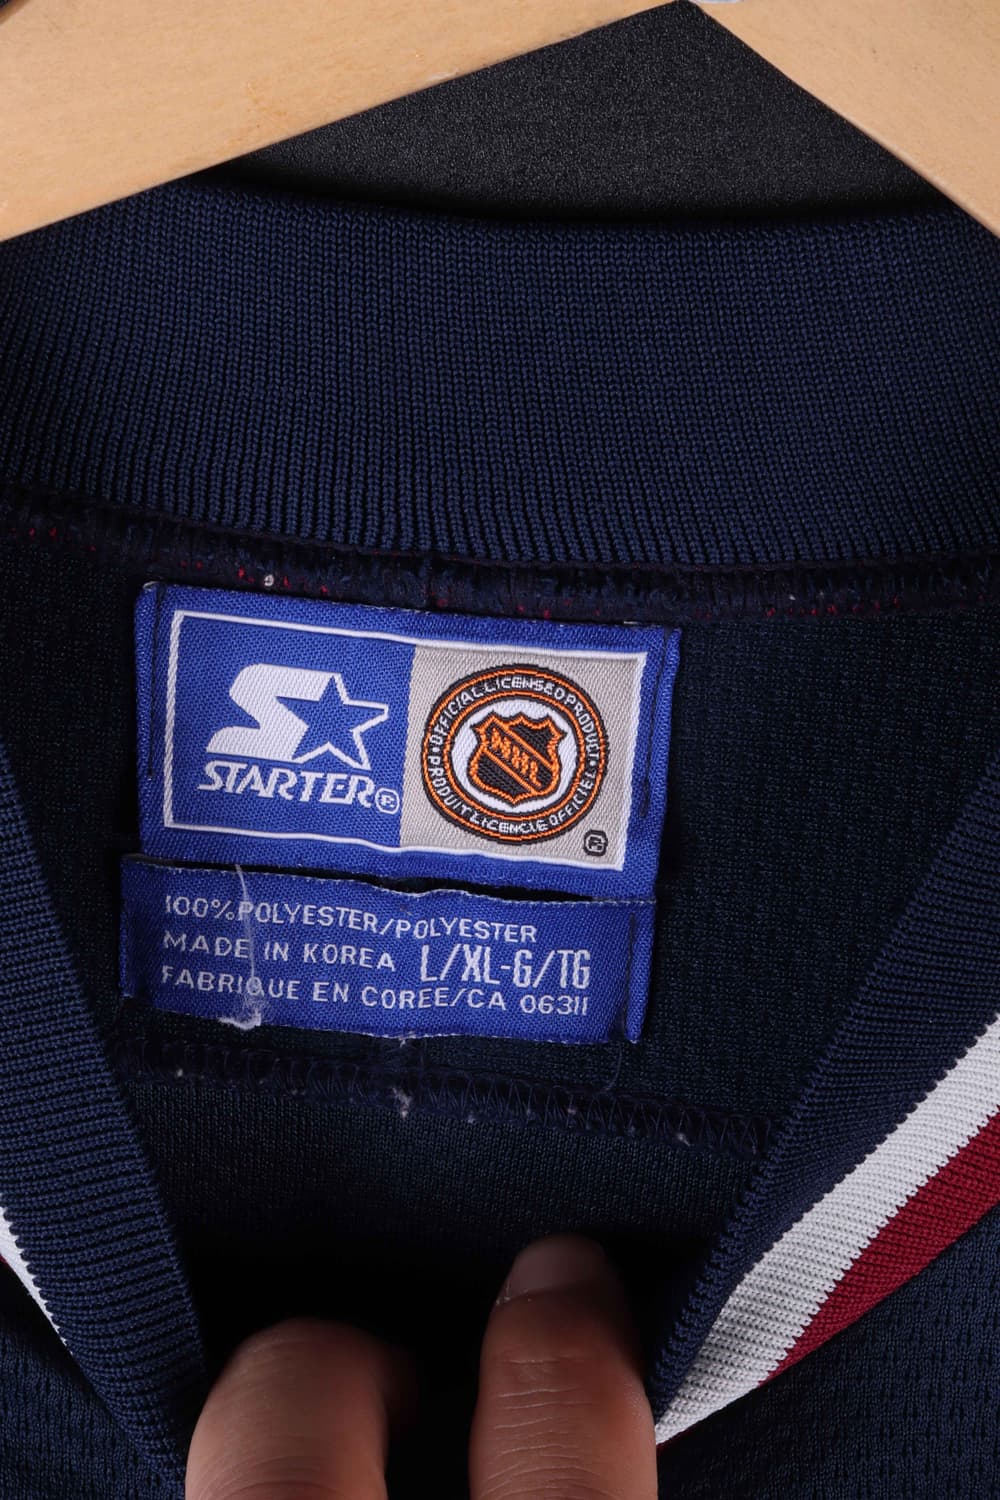 STARTER®
OFFICIAL LICENSED PRODUCT
NHL
PRODUIT LICENCIE OFFICIEL
100% POLYESTER/POLYESTER
MADE IN KOREA L/XL-G/TG
FABRIQUE EN COREE/CA 06311